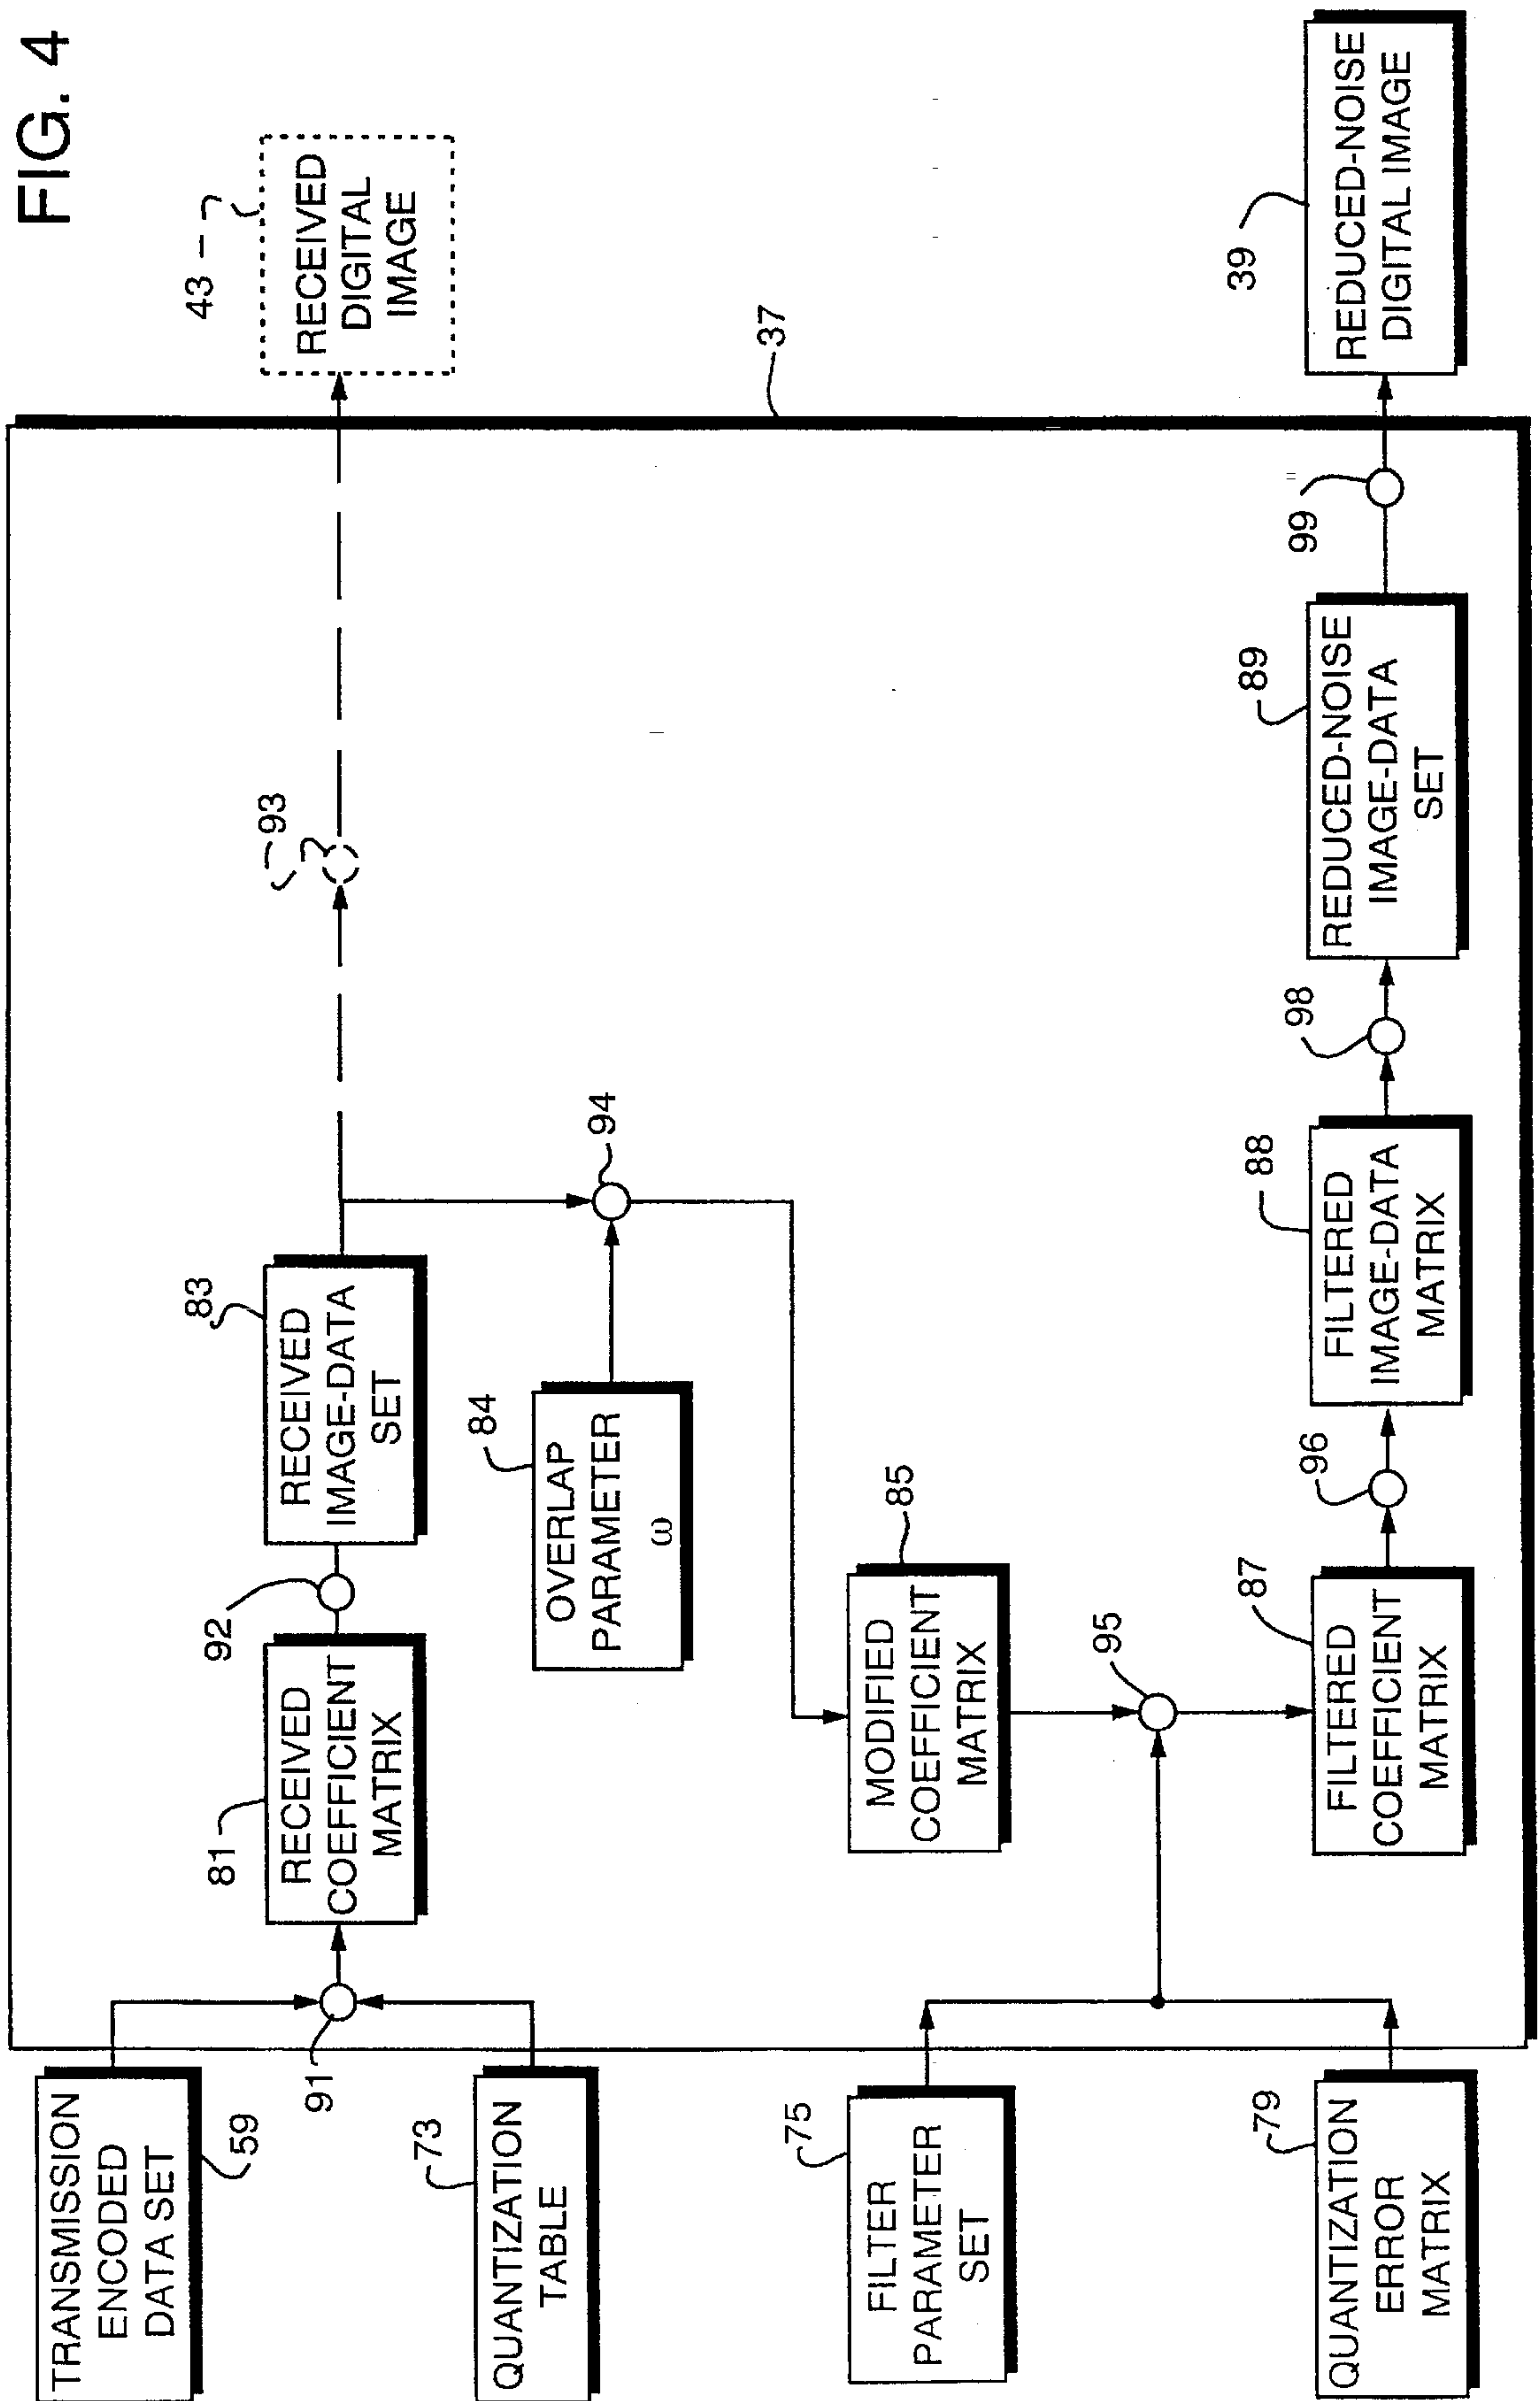 FIG. 4
TRANSMISSION
ENCODED
DATA SET
59
QUANTIZATION
TABLE
73
FILTER
PARAMETER
SET
75
QUANTIZATION
ERROR
MATRIX
79
91
RECEIVED
COEFFICIENT
MATRIX
81
92
RECEIVED
IMAGE-DATA
SET
83
93
RECEIVED
DIGITAL
IMAGE
43
OVERLAP
PARAMETER
ω
84
94
37
MODIFIED
COEFFICIENT
MATRIX
85
95
FILTERED
COEFFICIENT
MATRIX
87
96
FILTERED
IMAGE-DATA
MATRIX
88
98
REDUCED-NOISE
IMAGE-DATA
SET
89
99
REDUCED-NOISE
DIGITAL IMAGE
39